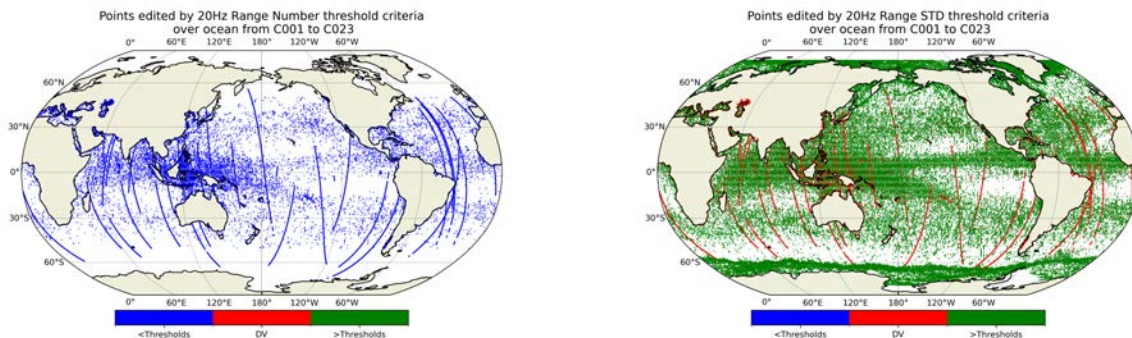 Points edited by 20Hz Range Number threshold criteria
over ocean from C001 to C023
0° 60°E 120°E 180° 120°W 60°W
60°N
30°N
0°
30°S
60°S
0° 60°E 120°E 180° 120°W 60°W
<Thresholds DV >Thresholds
Points edited by 20Hz Range STD threshold criteria
over ocean from C001 to C023
0° 60°E 120°E 180° 120°W 60°W
60°N
30°N
0°
30°S
60°S
0° 60°E 120°E 180° 120°W 60°W
<Thresholds DV >Thresholds